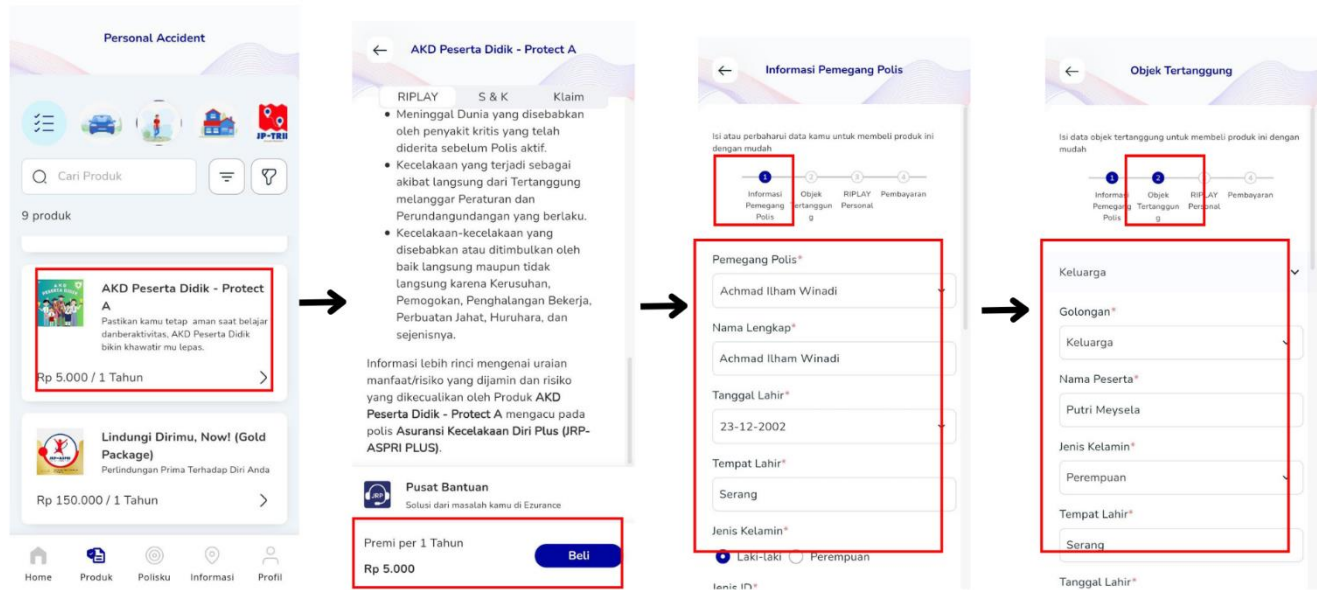 Personal Accident
JP-TRII
Cari Produk
9 produk
AKD Peserta Didik - Protect
A
Pastikan kamu tetap aman saat belajar
danberaktivitas, AKD Peserta Didik
bikin khawatir mu lepas.
Rp 5.000 / 1 Tahun
Lindungi Dirimu, Now! (Gold
Package)
Perlindungan Prima Terhadap Diri Anda
Rp 150.000 / 1 Tahun
Home Produk Polisku Informasi Profil
AKD Peserta Didik - Protect A
RIPLAY S & K Klaim
• Meninggal Dunia yang disebabkan
oleh penyakit kritis yang telah
diderita sebelum Polis aktif.
• Kecelakaan yang terjadi sebagai
akibat langsung dari Tertanggung
melanggar Peraturan dan
Perundangundangan yang berlaku.
• Kecelakaan-kecelakaan yang
disebabkan atau ditimbulkan oleh
baik langsung maupun tidak
langsung karena Kerusuhan,
Pemogokan, Penghalangan Bekerja,
Perbuatan Jahat, Huruhara, dan
sejenisnya.
Informasi lebih rinci mengenai uraian
manfaat/risiko yang dijamin dan risiko
yang dikecualikan oleh Produk AKD
Peserta Didik - Protect A mengacu pada
polis Asuransi Kecelakaan Diri Plus (JRP-
ASPRI PLUS).
JRP
Pusat Bantuan
Solusi dari masalah kamu di Ezurance
Premi per 1 Tahun
Rp 5.000
Beli
Informasi Pemegang Polis
Isi atau perbaharui data kamu untuk membeli produk ini
dengan mudah
1 2 3 4
Informasi Objek RIPLAY Pembayaran
Pemegang Tertanggun Personal
Polis g
Pemegang Polis*
Achmad Ilham Winadi
Nama Lengkap*
Achmad Ilham Winadi
Tanggal Lahir*
23-12-2002
Tempat Lahir*
Serang
Jenis Kelamin*
Laki-laki Perempuan
Jenis ID*
Objek Tertanggung
Isi data objek tertanggung untuk membeli produk ini dengan
mudah
1 2 4
Informasi Objek RIPLAY Pembayaran
Pemegang Tertanggun Personal
Polis g
Keluarga
Golongan*
Keluarga
Nama Peserta*
Putri Meysela
Jenis Kelamin*
Perempuan
Tempat Lahir*
Serang
Tanggal Lahir*